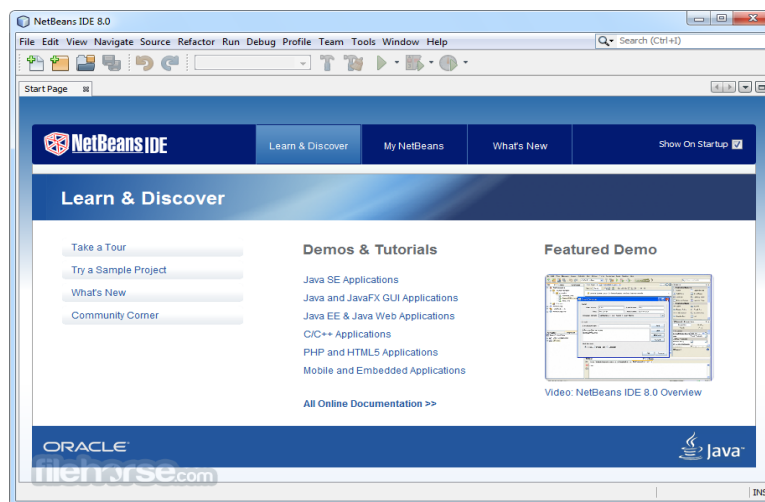 NetBeans IDE 8.0
File Edit View Navigate Source Refactor Run Debug Profile Team Tools Window Help
Search (Ctrl+I)
Start Page
NetBeans IDE
Learn & Discover
My NetBeans
What's New
Show On Startup
Learn & Discover
Take a Tour
Try a Sample Project
What's New
Community Corner
Demos & Tutorials
Java SE Applications
Java and JavaFX GUI Applications
Java EE & Java Web Applications
C/C++ Applications
PHP and HTML5 Applications
Mobile and Embedded Applications
All Online Documentation >>
Featured Demo
Video: NetBeans IDE 8.0 Overview
ORACLE
Java
filehorse.com
INS